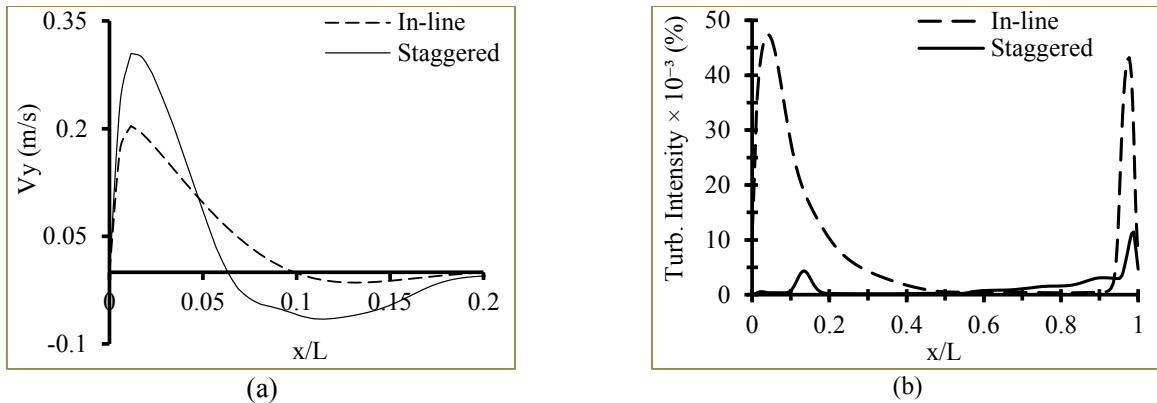 0.35
0.2
0.05
-0.1
Vy (m/s)
In-line
Staggered
0
0.05
0.1
0.15
0.2
x/L
(a)
50
40
30
20
10
0
Turb. Intensity × 10⁻³ (%)
In-line
Staggered
0
0.2
0.4
0.6
0.8
1
x/L
(b)